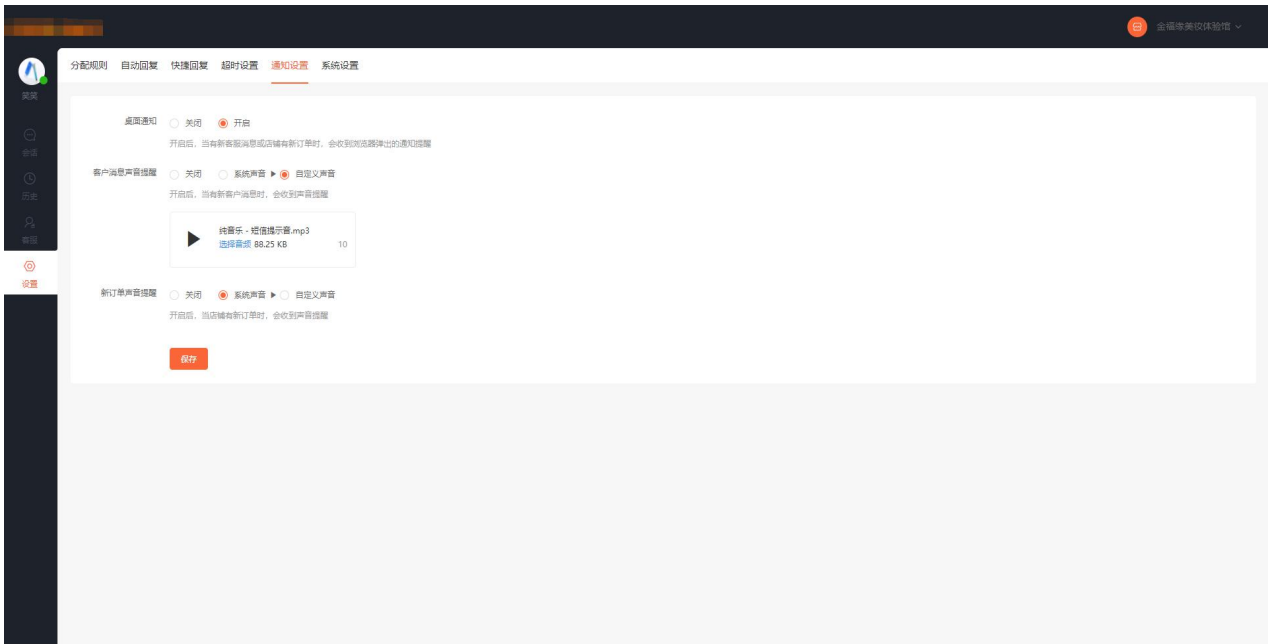 金福缘美妆体验馆
笑笑
会话
历史
客服
设置
分配规则 自动回复 快捷回复 超时设置 通知设置 系统设置
桌面通知 关闭 开启
开启后，当有新客服消息或店铺有新订单时，会收到浏览器弹出的通知提醒
客户消息声音提醒 关闭 系统声音 自定义声音
开启后，当有新客户消息时，会收到声音提醒
纯音乐 - 短信提示音.mp3
选择音频 88.25 KB 10
新订单声音提醒 关闭 系统声音 自定义声音
开启后，当店铺有新订单时，会收到声音提醒
保存